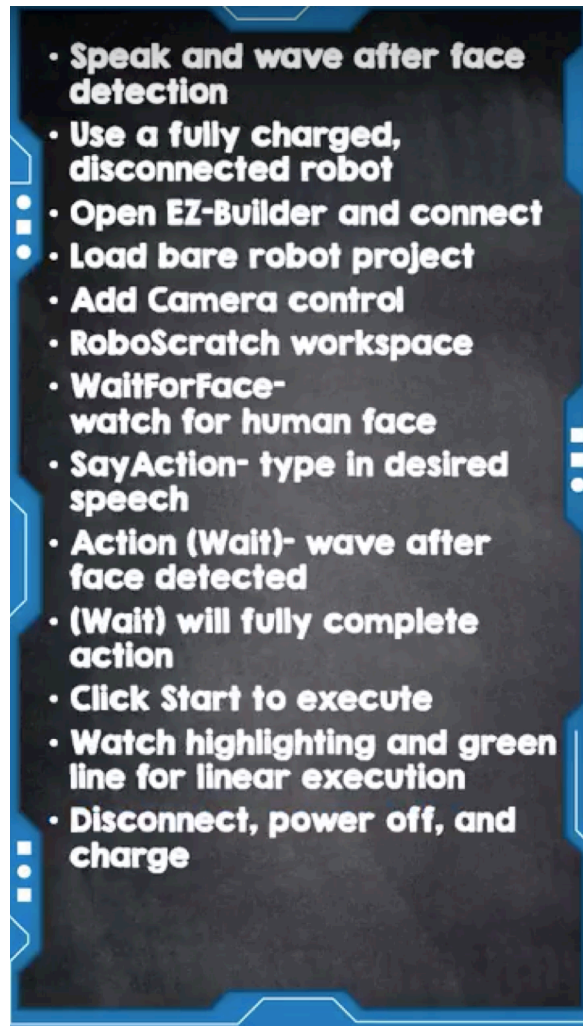 • Speak and wave after face
detection
• Use a fully charged,
disconnected robot
• Open EZ-Builder and connect
• Load bare robot project
• Add Camera control
• RoboScratch workspace
• WaitForFace-
watch for human face
• SayAction- type in desired
speech
• Action (Wait)- wave after
face detected
• (Wait) will fully complete
action
• Click Start to execute
• Watch highlighting and green
line for linear execution
• Disconnect, power off, and
charge